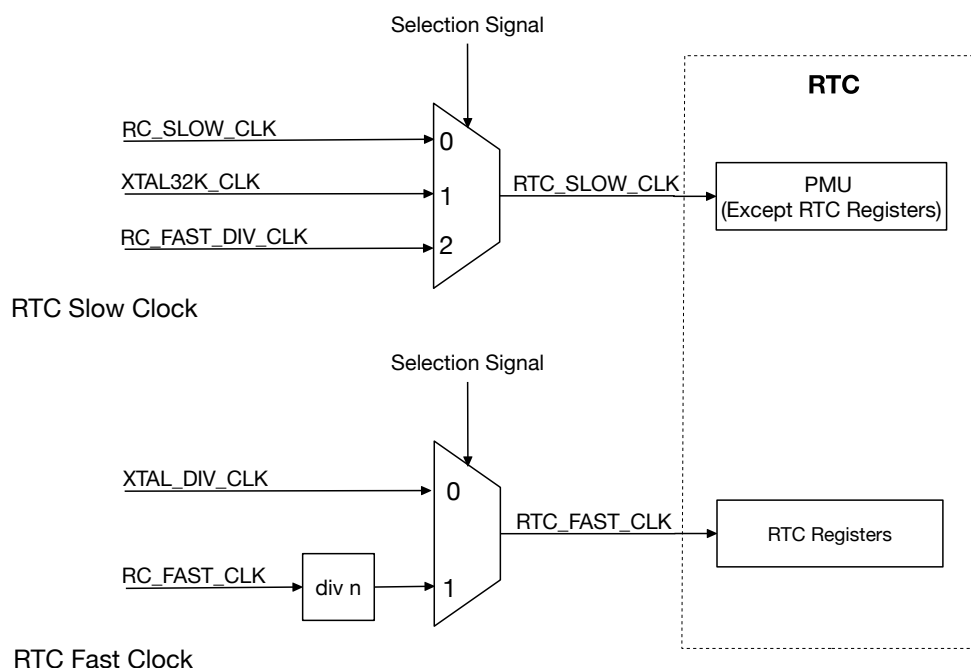 Selection Signal
RTC
RC_SLOW_CLK
0
XTAL32K_CLK
1
RTC_SLOW_CLK
PMU
(Except RTC Registers)
RC_FAST_DIV_CLK
2
RTC Slow Clock
Selection Signal
XTAL_DIV_CLK
0
RTC_FAST_CLK
RTC Registers
RC_FAST_CLK
div n
1
RTC Fast Clock